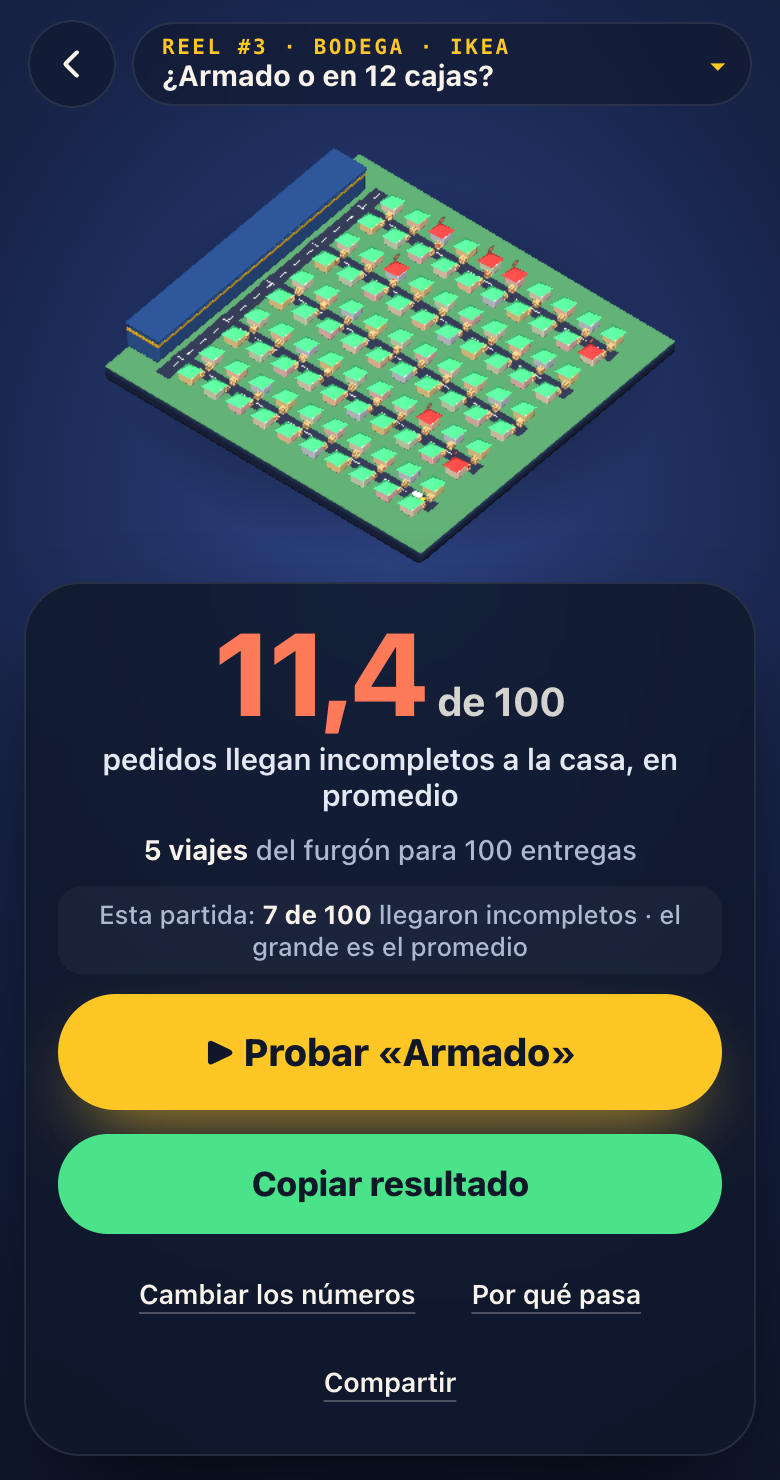 REEL #3 · BODEGA · IKEA
¿Armado o en 12 cajas?
11,4 de 100
pedidos llegan incompletos a la casa, en
promedio
5 viajes del furgón para 100 entregas
Esta partida: 7 de 100 llegaron incompletos · el
grande es el promedio
Probar «Armado»
Copiar resultado
Cambiar los números
Por qué pasa
Compartir